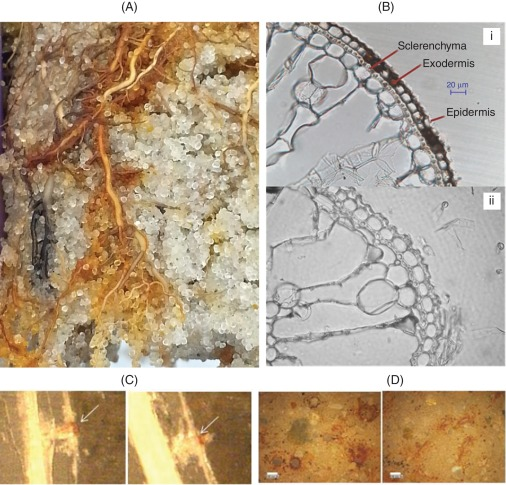 (A)
(B)
i
Sclerenchyma
Exodermis
20 μm
Epidermis
ii
(C)
(D)